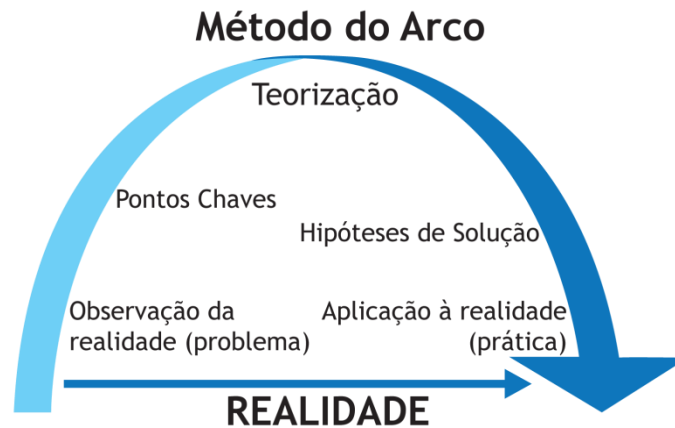 Método do Arco
Teorização
Pontos Chaves
Hipóteses de Solução
Observação da
realidade (problema)
Aplicação à realidade
(prática)
REALIDADE